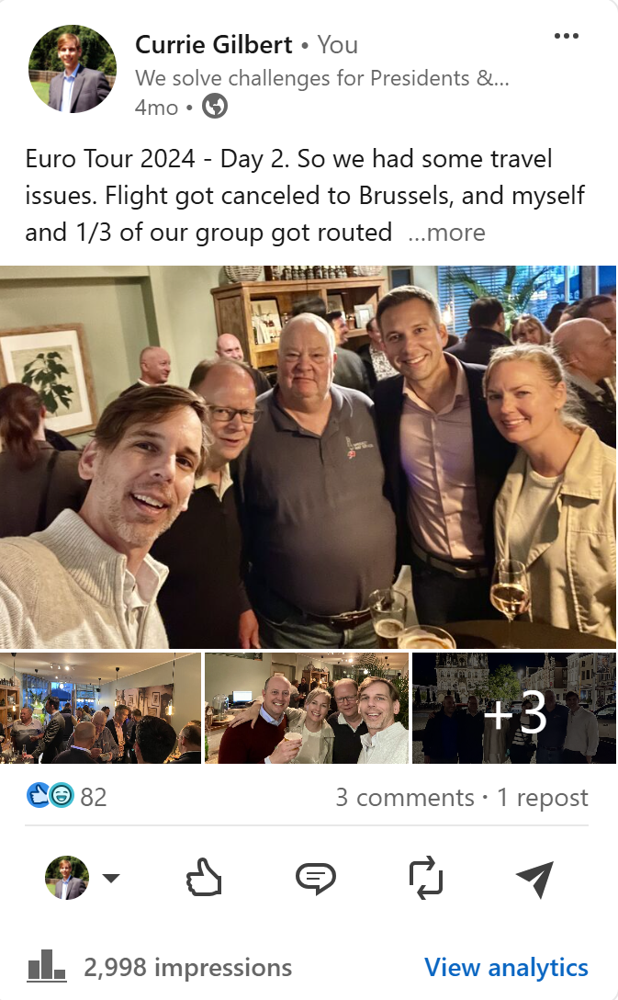 Currie Gilbert • You
We solve challenges for Presidents &...
4mo •
Euro Tour 2024 - Day 2. So we had some travel
issues. Flight got canceled to Brussels, and myself
and 1/3 of our group got routed ...more
+3
82
3 comments · 1 repost
2,998 impressions
View analytics